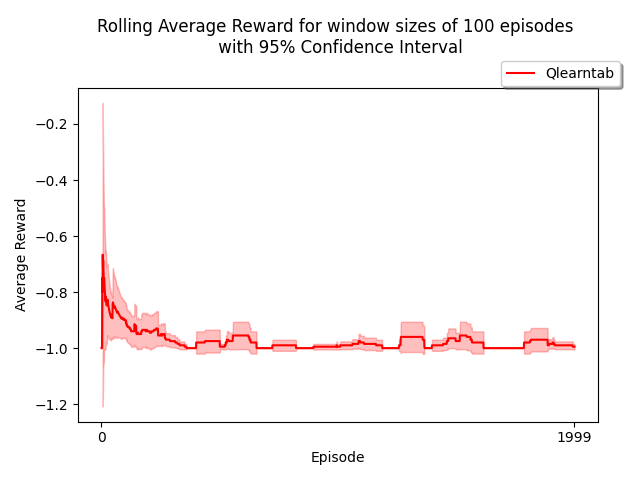 Rolling Average Reward for window sizes of 100 episodes
with 95% Confidence Interval
Qlearntab
Average Reward
−0.2
−0.4
−0.6
−0.8
−1.0
−1.2
0
1999
Episode